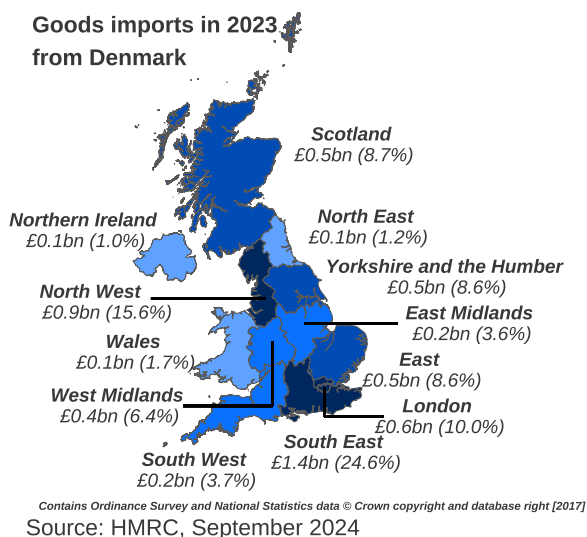 Goods imports in 2023
from Denmark
Scotland
£0.5bn (8.7%)
Northern Ireland
£0.1bn (1.0%)
North East
£0.1bn (1.2%)
Yorkshire and the Humber
£0.5bn (8.6%)
North West
£0.9bn (15.6%)
East Midlands
£0.2bn (3.6%)
Wales
£0.1bn (1.7%)
East
£0.5bn (8.6%)
West Midlands
£0.4bn (6.4%)
London
£0.6bn (10.0%)
South East
£1.4bn (24.6%)
South West
£0.2bn (3.7%)
Contains Ordinance Survey and National Statistics data © Crown copyright and database right [2017]
Source: HMRC, September 2024